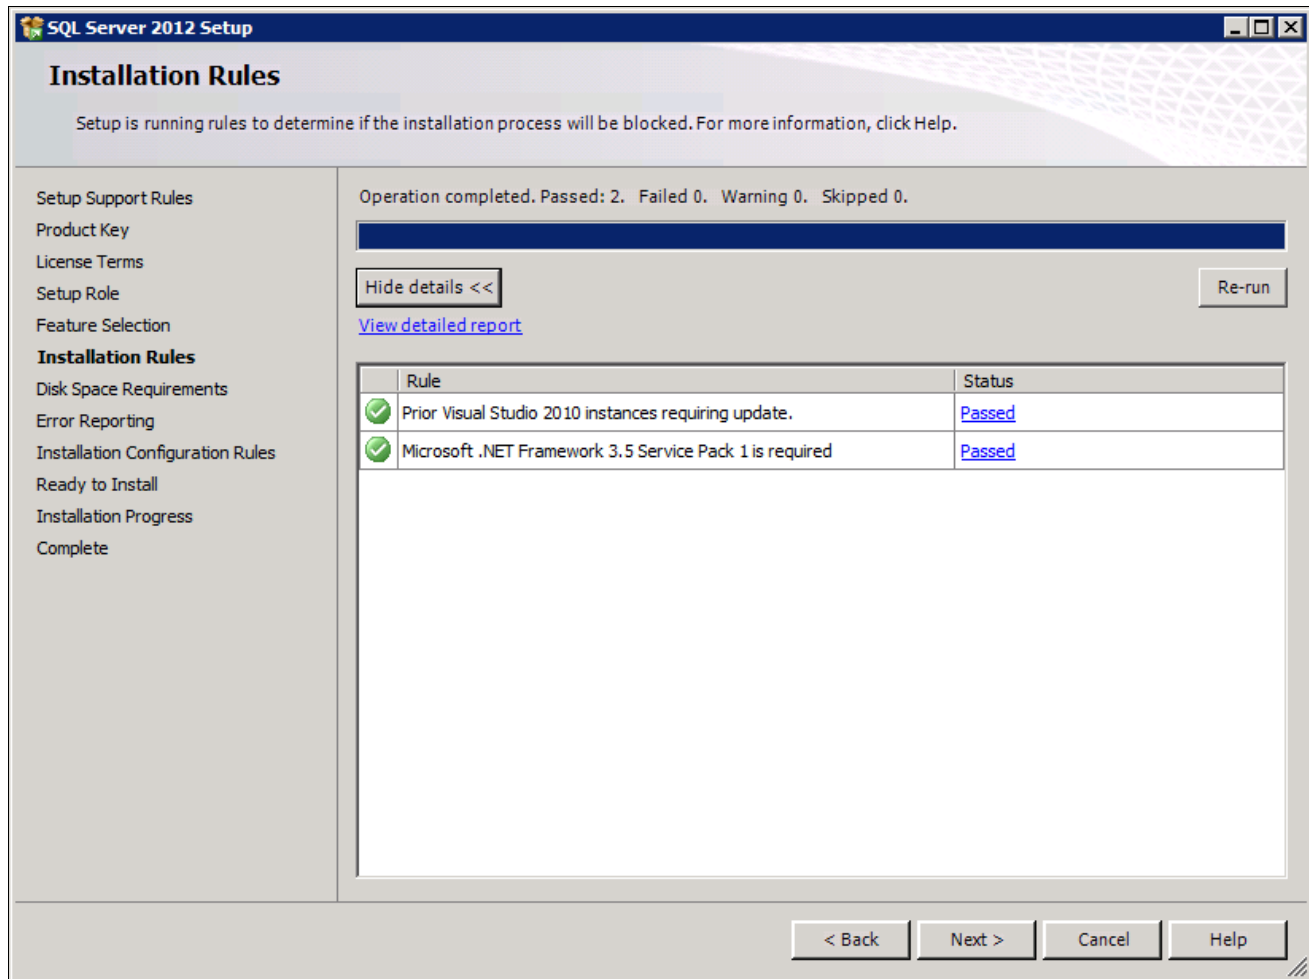 SQL Server 2012 Setup
Installation Rules
Setup is running rules to determine if the installation process will be blocked. For more information, click Help.
Setup Support Rules
Product Key
License Terms
Setup Role
Feature Selection
Installation Rules
Disk Space Requirements
Error Reporting
Installation Configuration Rules
Ready to Install
Installation Progress
Complete
Operation completed. Passed: 2. Failed 0. Warning 0. Skipped 0.
Hide details << Re-run
View detailed report
Rule Status
Prior Visual Studio 2010 instances requiring update. Passed
Microsoft .NET Framework 3.5 Service Pack 1 is required Passed
< Back Next > Cancel Help